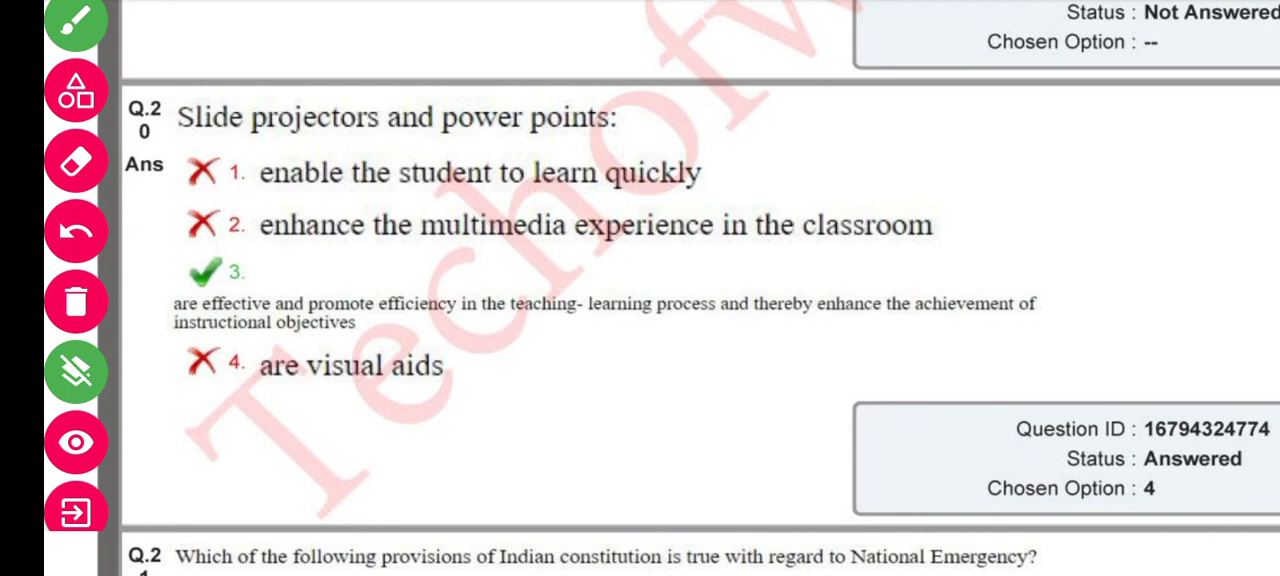 Status : Not Answered
Chosen Option : --
Q.2
0
Slide projectors and power points:
Ans
1. enable the student to learn quickly
2. enhance the multimedia experience in the classroom
3.
are effective and promote efficiency in the teaching- learning process and thereby enhance the achievement of
instructional objectives
4. are visual aids
Question ID : 16794324774
Status : Answered
Chosen Option : 4
Q.2 Which of the following provisions of Indian constitution is true with regard to National Emergency?
Techofw